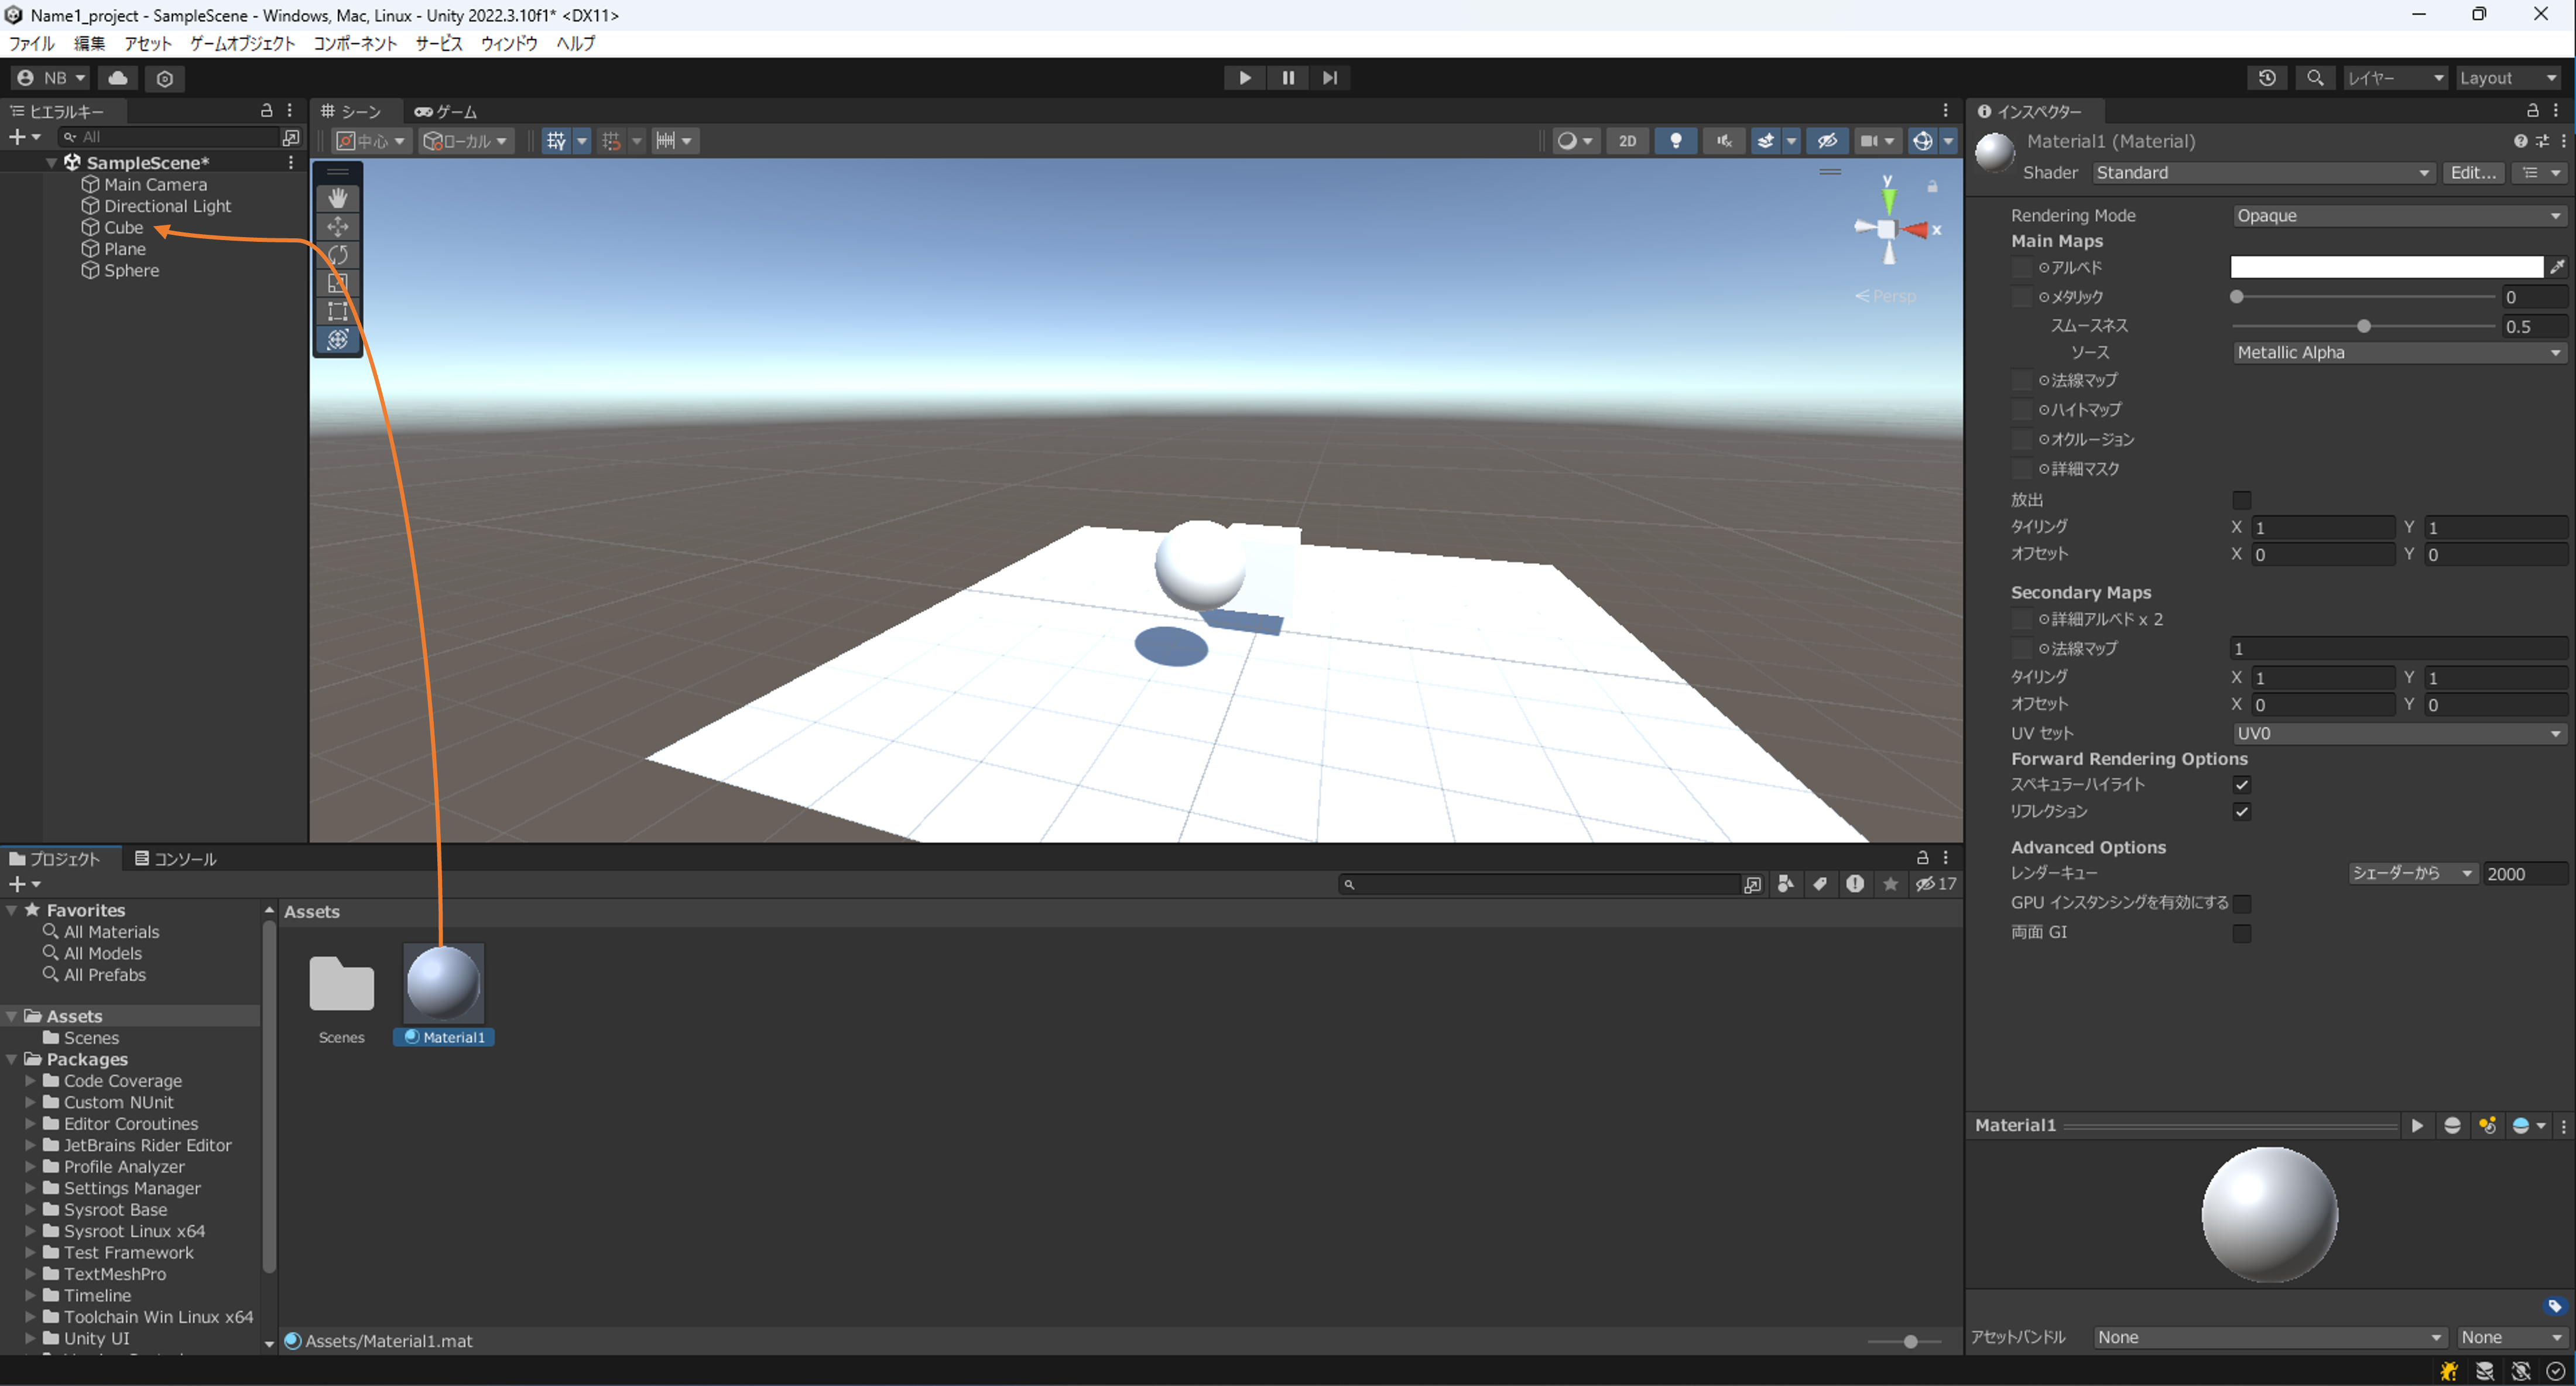 Name1_project - SampleScene - Windows, Mac, Linux - Unity 2022.3.10f1* <DX11>
ファイル 編集 アセット ゲームオブジェクト コンポーネント サービス ウィンドウ ヘルプ
NB レイヤー Layout
ヒエラルキー
All
SampleScene*
Main Camera
Directional Light
Cube
Plane
Sphere
シーン ゲーム
中心 ローカル 2D
y
x
Persp
インスペクター
Material1 (Material)
Shader Standard Edit...
Rendering Mode Opaque
Main Maps
アルベド
メタリック 0
スムースネス 0.5
ソース Metallic Alpha
法線マップ
ハイトマップ
オクルージョン
詳細マスク
放出
タイリング X 1 Y 1
オフセット X 0 Y 0
Secondary Maps
詳細アルベド x 2
法線マップ 1
タイリング X 1 Y 1
オフセット X 0 Y 0
UV セット UV0
Forward Rendering Options
スペキュラーハイライト
リフレクション
Advanced Options
レンダーキュー シェーダーから 2000
GPU インスタンシングを有効にする
両面 GI
Material1
アセットバンドル None None
プロジェクト コンソール
17
Favorites
All Materials
All Models
All Prefabs
Assets
Scenes
Packages
Code Coverage
Custom NUnit
Editor Coroutines
JetBrains Rider Editor
Profile Analyzer
Settings Manager
Sysroot Base
Sysroot Linux x64
Test Framework
TextMeshPro
Timeline
Toolchain Win Linux x64
Unity UI
Assets
Scenes Material1
Assets/Material1.mat